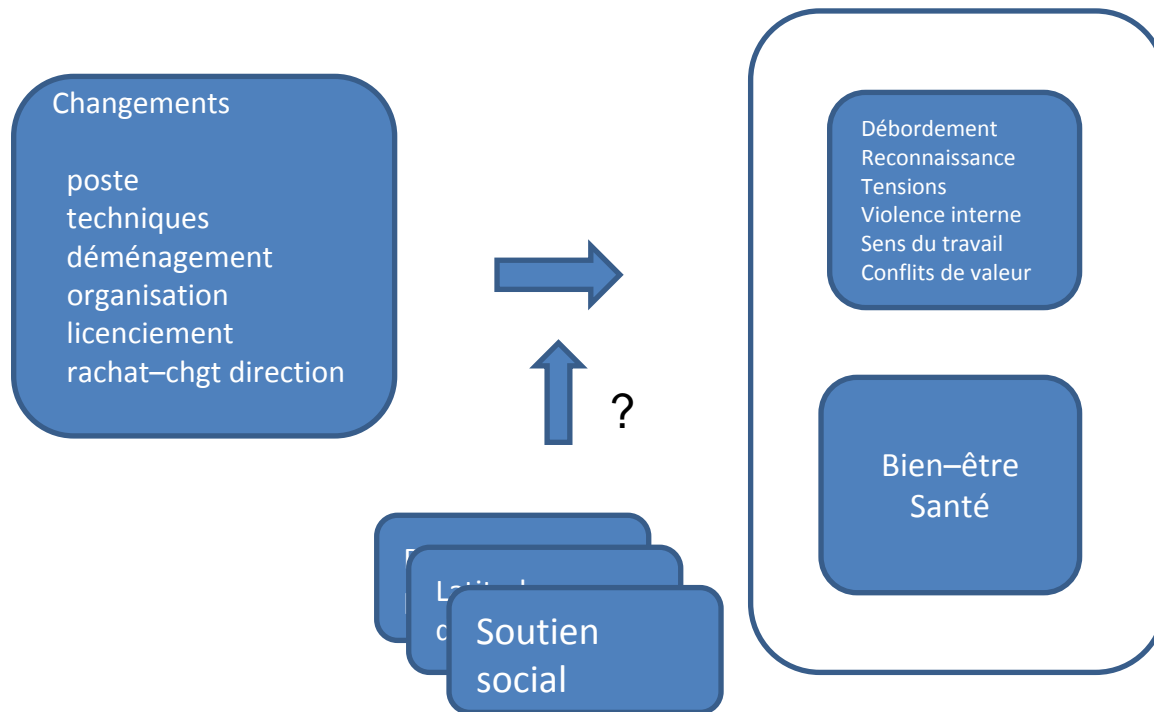 Changements
poste
techniques
déménagement
organisation
licenciement
rachat–chgt direction
Débordement
Reconnaissance
Tensions
Violence interne
Sens du travail
Conflits de valeur
?
Bien–être
Santé
Soutien
social